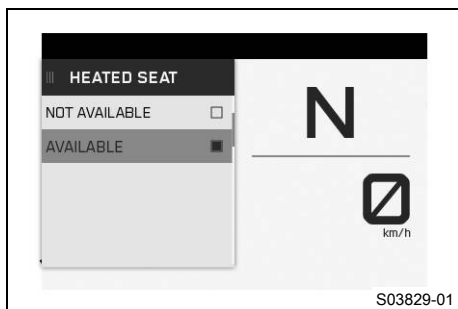 HEATED SEAT
NOT AVAILABLE
AVAILABLE
N
0
km/h
S03829-01